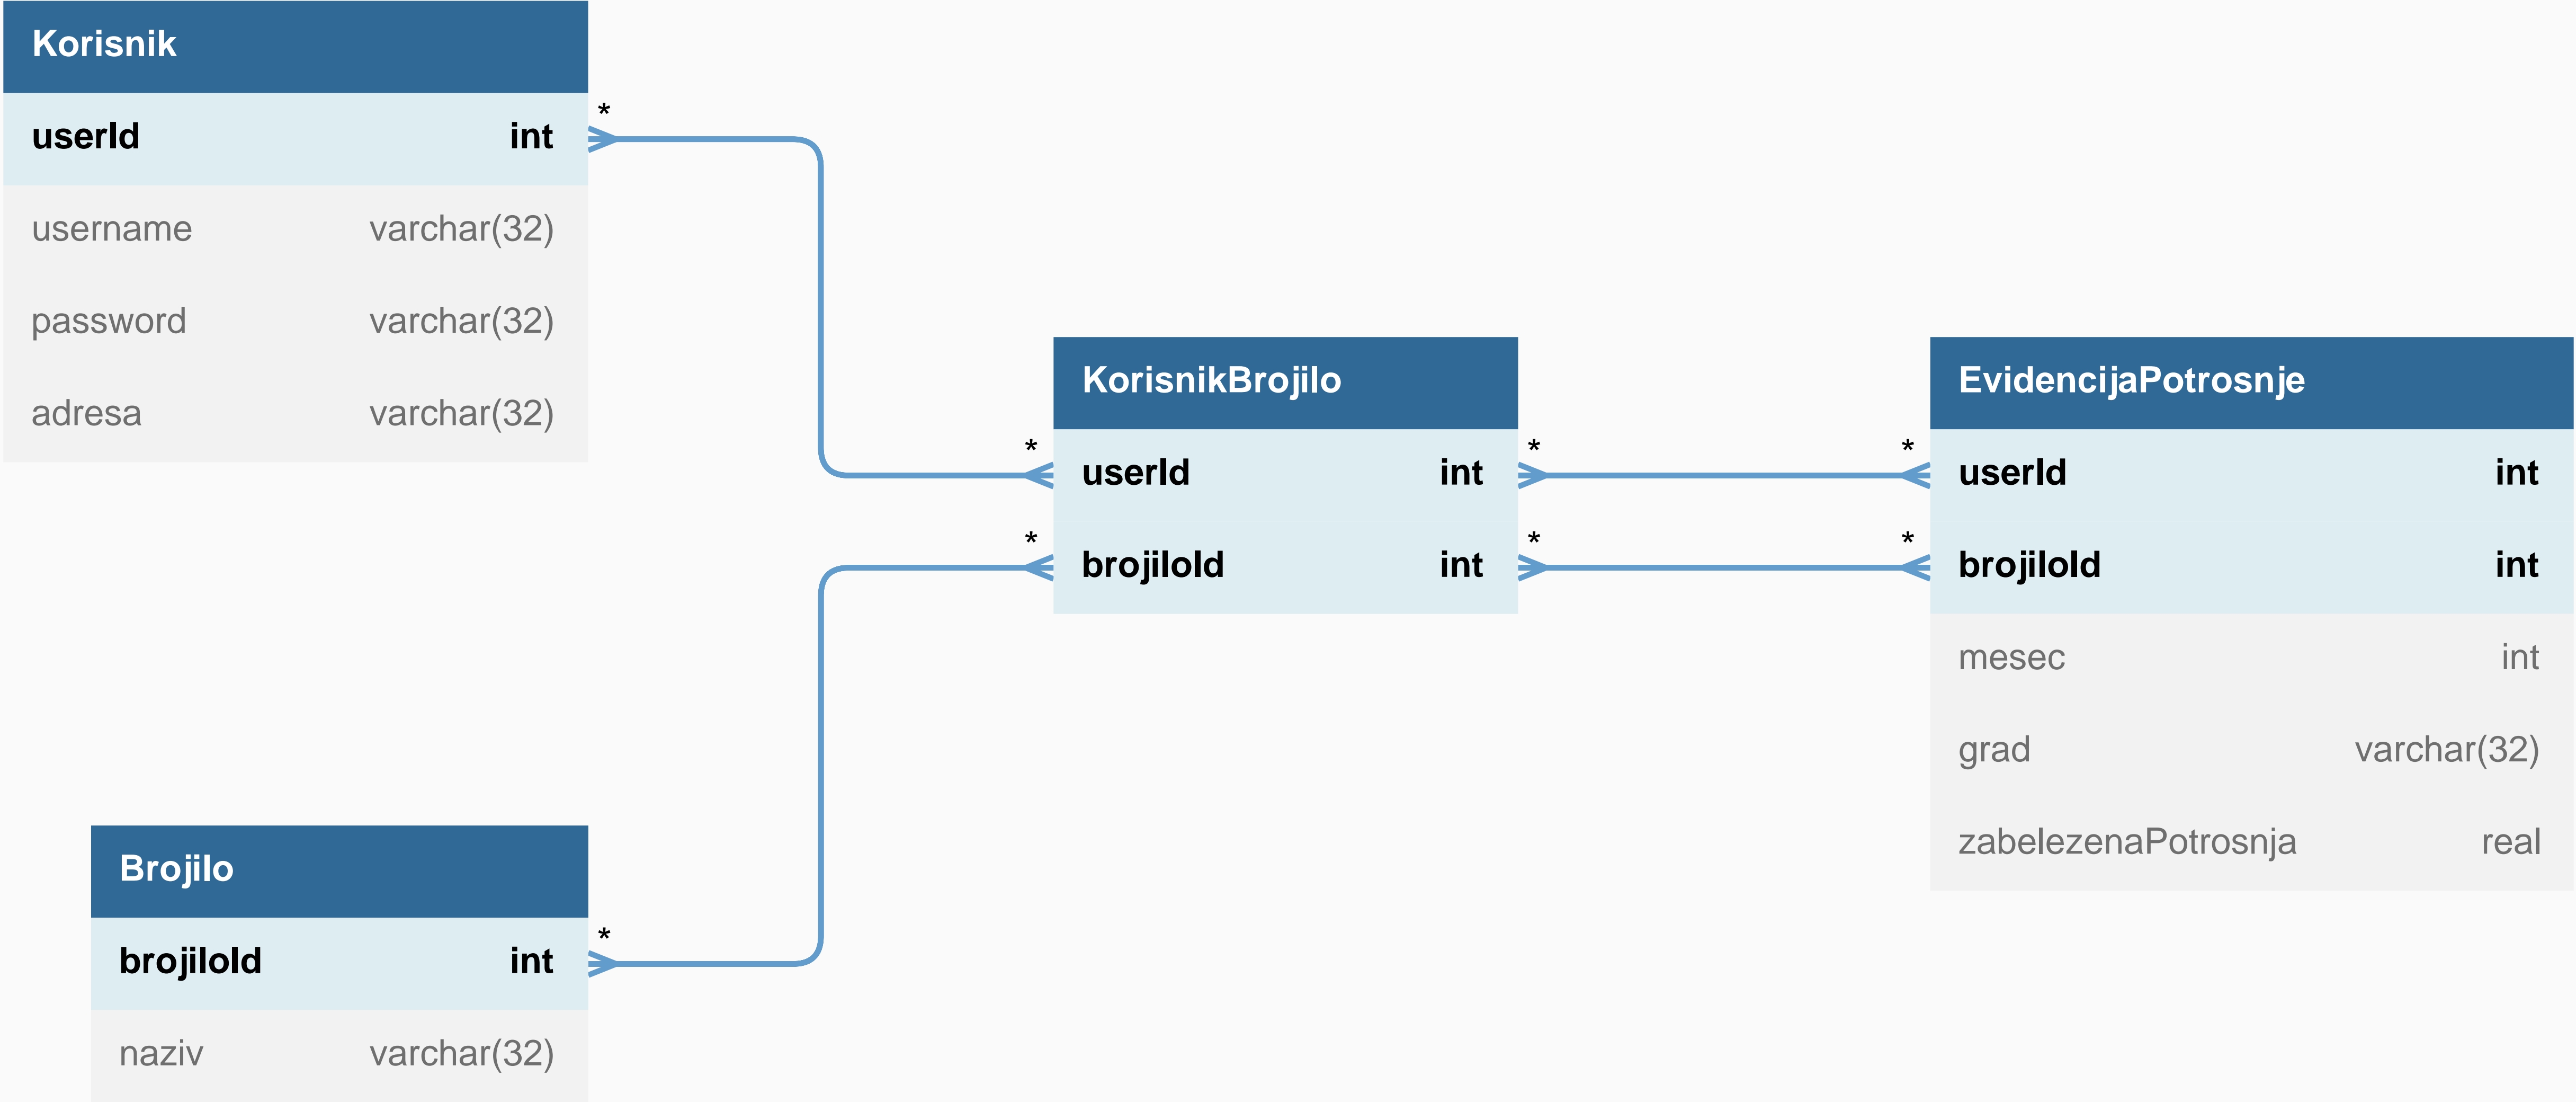 Korisnik
userId int
username varchar(32)
password varchar(32)
adresa varchar(32)
KorisnikBrojilo
userId int
brojiloId int
EvidencijaPotrosnje
userId int
brojiloId int
mesec int
grad varchar(32)
zabelezenaPotrosnja real
Brojilo
brojiloId int
naziv varchar(32)
* *
* *
* *
* *